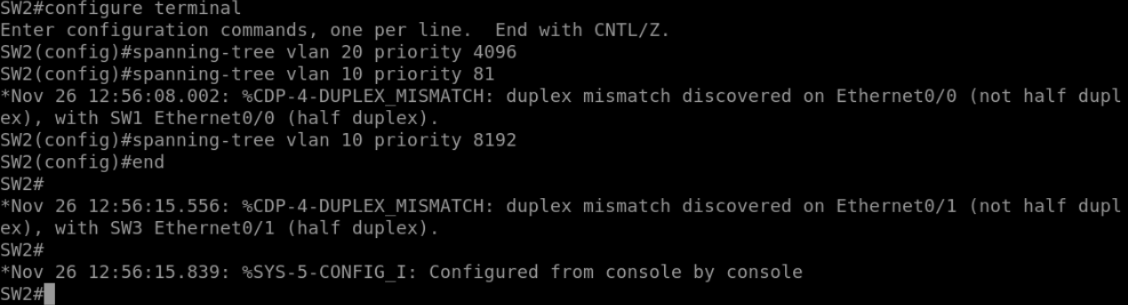 SW2#configure terminal
Enter configuration commands, one per line.  End with CNTL/Z.
SW2(config)#spanning-tree vlan 20 priority 4096
SW2(config)#spanning-tree vlan 10 priority 81
*Nov 26 12:56:08.002: %CDP-4-DUPLEX_MISMATCH: duplex mismatch discovered on Ethernet0/0 (not half dupl
ex), with SW1 Ethernet0/0 (half duplex).
SW2(config)#spanning-tree vlan 10 priority 8192
SW2(config)#end
SW2#
*Nov 26 12:56:15.556: %CDP-4-DUPLEX_MISMATCH: duplex mismatch discovered on Ethernet0/1 (not half dupl
ex), with SW3 Ethernet0/1 (half duplex).
SW2#
*Nov 26 12:56:15.839: %SYS-5-CONFIG_I: Configured from console by console
SW2#